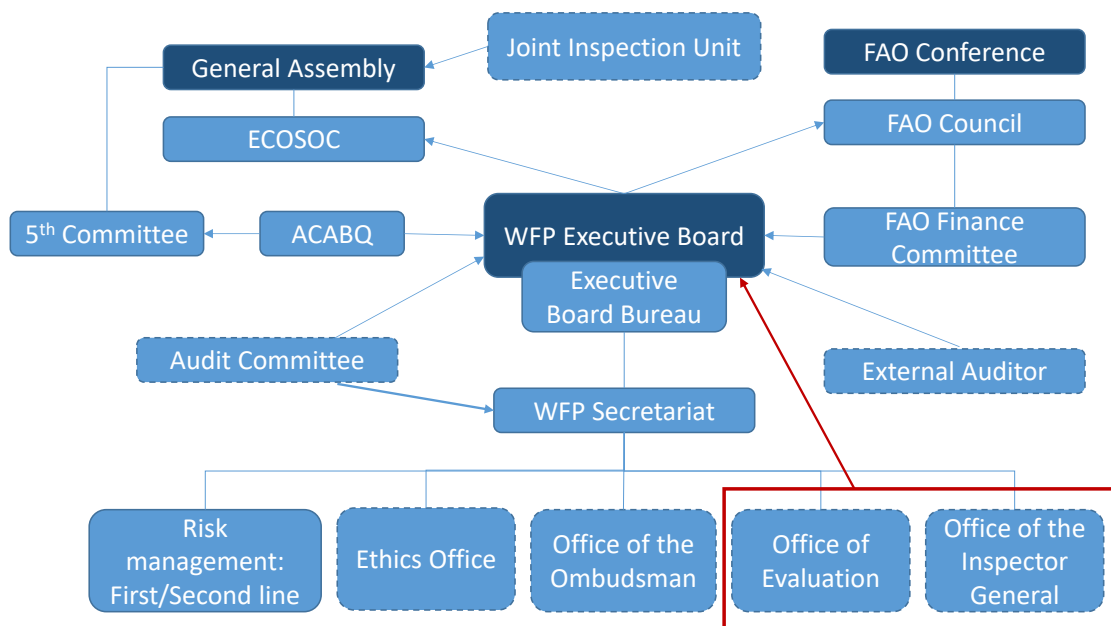 Joint Inspection Unit
General Assembly
FAO Conference
ECOSOC
FAO Council
5th Committee
ACABQ
WFP Executive Board
FAO Finance
Committee
Executive
Board Bureau
Audit Committee
External Auditor
WFP Secretariat
Risk
management:
First/Second line
Ethics Office
Office of the
Ombudsman
Office of
Evaluation
Office of
the
Inspector
General